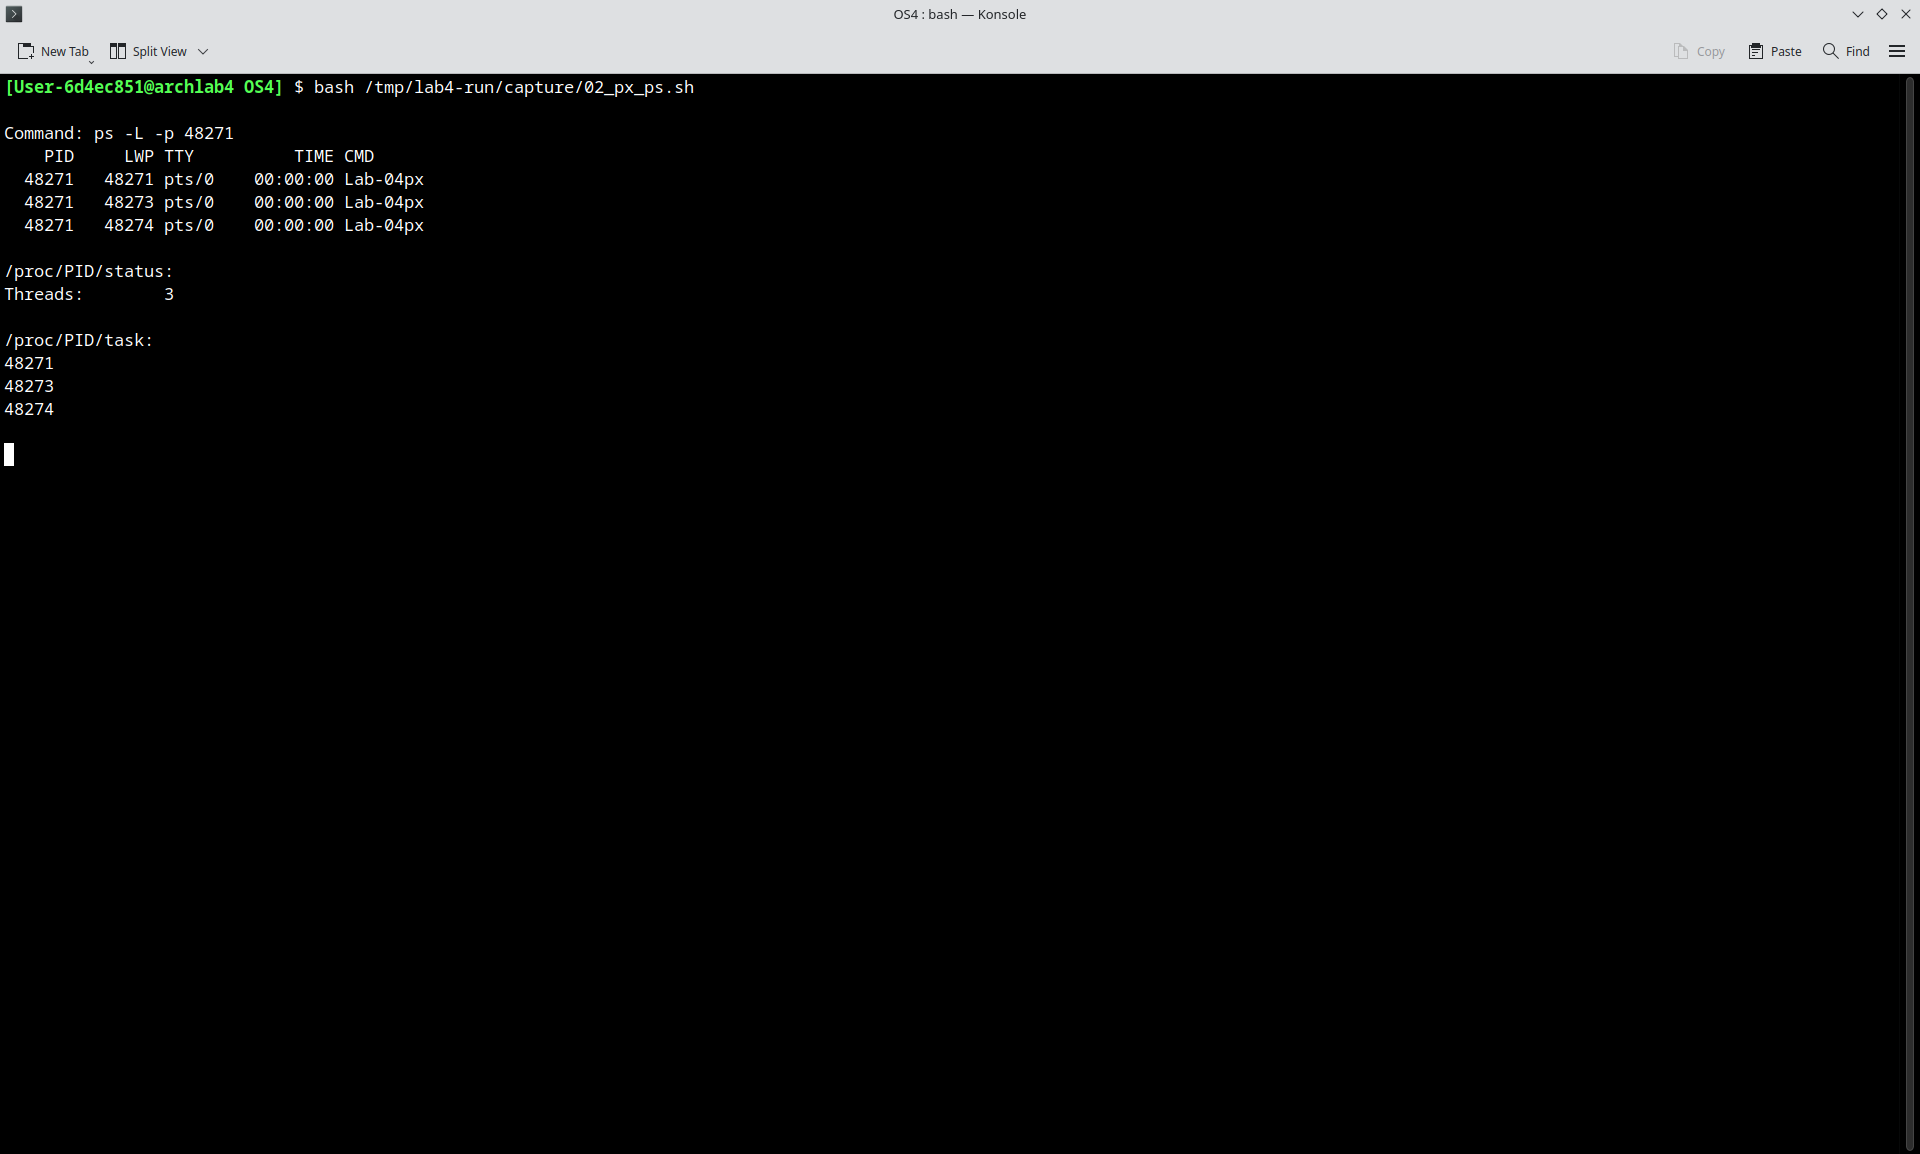 OS4 : bash — Konsole
New Tab Split View Copy Paste Find
[User-6d4ec851@archlab4 OS4] $ bash /tmp/lab4-run/capture/02_px_ps.sh
Command: ps -L -p 48271
    PID     LWP TTY          TIME CMD
  48271   48271 pts/0    00:00:00 Lab-04px
  48271   48273 pts/0    00:00:00 Lab-04px
  48271   48274 pts/0    00:00:00 Lab-04px
/proc/PID/status:
Threads:        3
/proc/PID/task:
48271
48273
48274